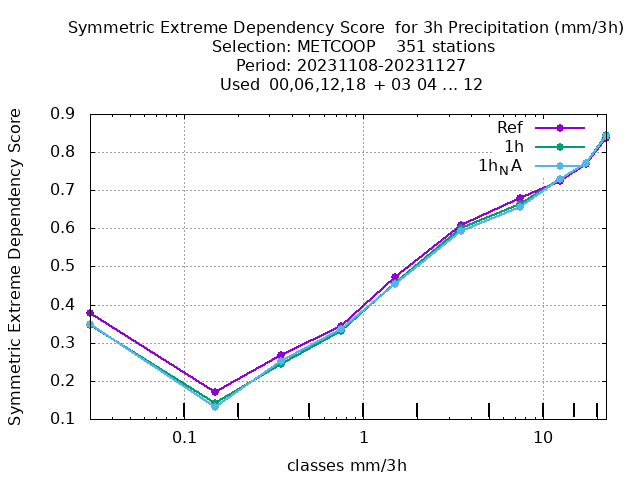 Symmetric Extreme Dependency Score  for 3h Precipitation (mm/3h)
Selection: METCOOP    351 stations
Period: 20231108-20231127
Used  00,06,12,18  + 03 04 ... 12
Symmetric Extreme Dependency Score
0.9
0.8
0.7
0.6
0.5
0.4
0.3
0.2
0.1
Ref
1h
1h_NA
0.1
1
10
classes mm/3h